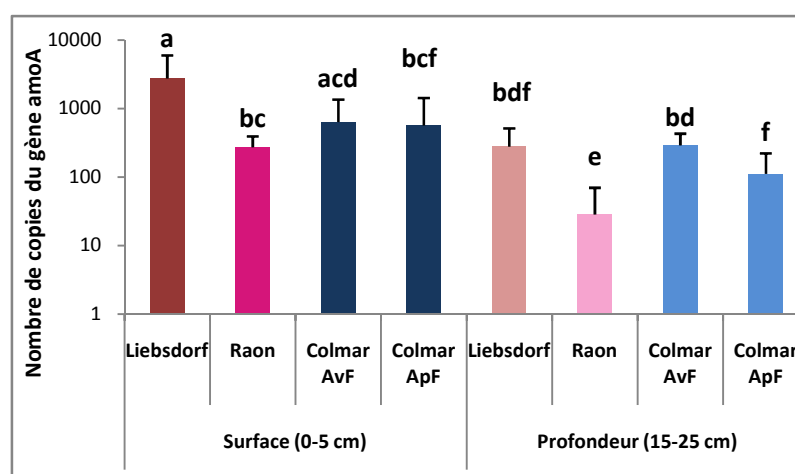 Nombre de copies du gène amoA
10000
1000
100
10
1
a
bc
acd
bcf
bdf
e
bd
f
Liebsdorf
Raon
Colmar
AvF
Colmar
ApF
Liebsdorf
Raon
Colmar
AvF
Colmar
ApF
Surface (0-5 cm)
Profondeur (15-25 cm)